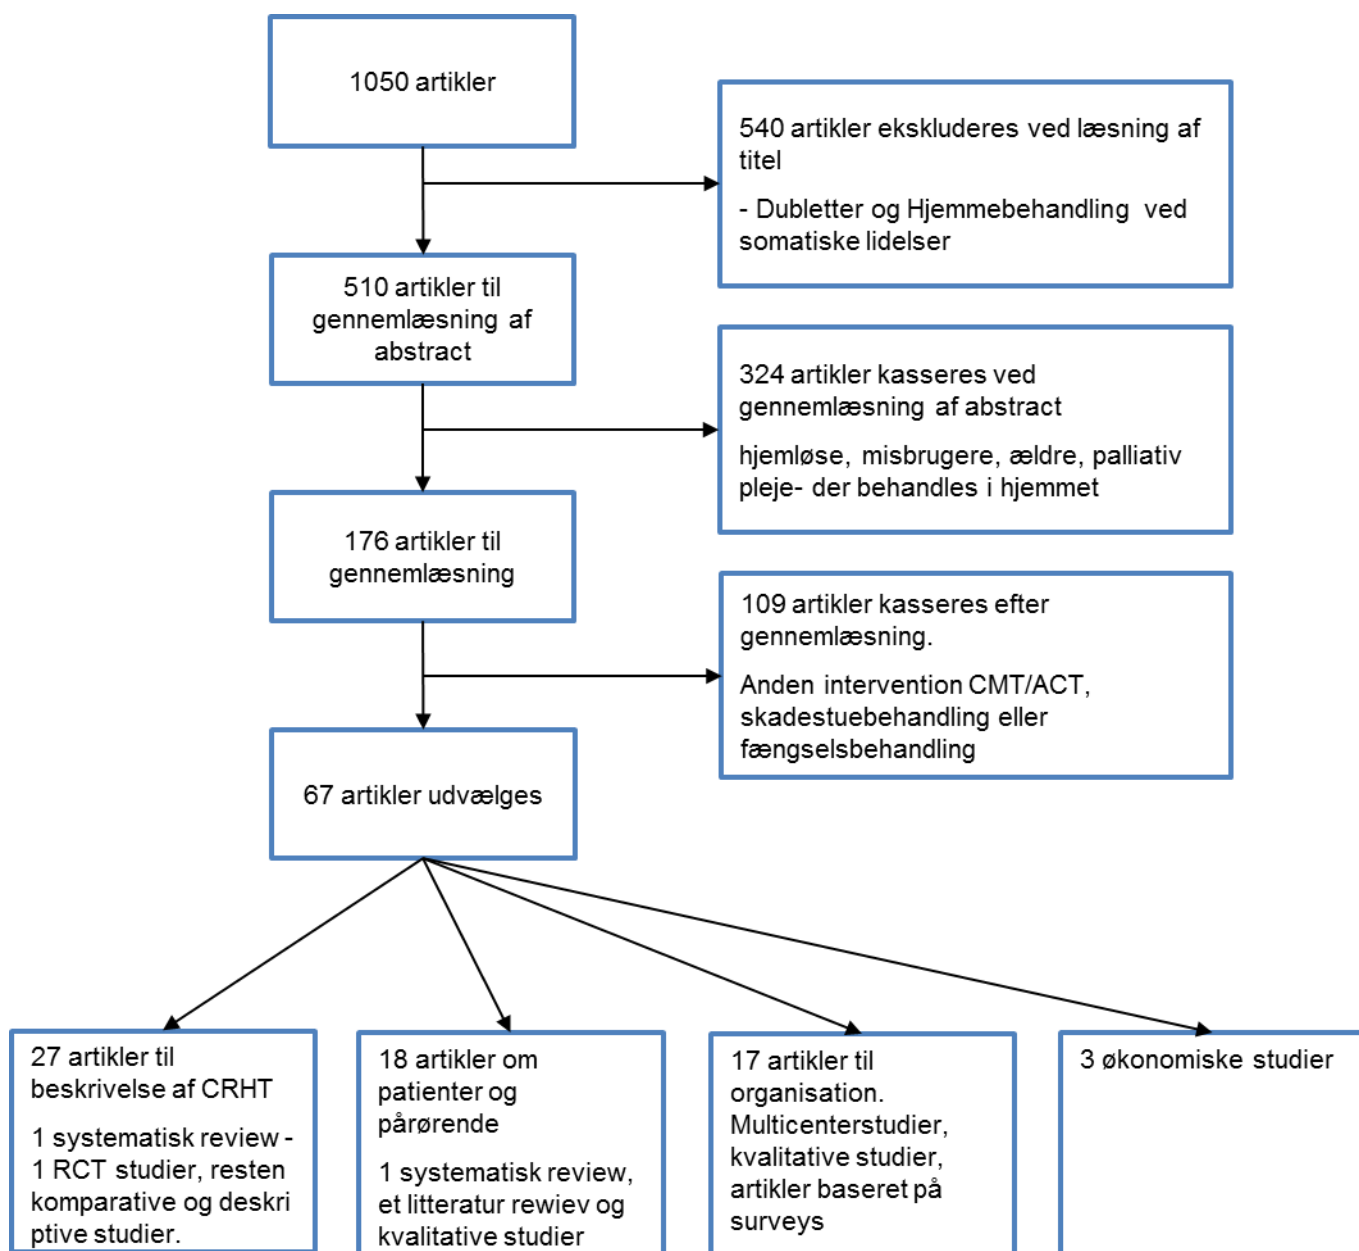 1050 artikler
540 artikler ekskluderes ved læsning af
titel
- Dubletter og Hjemmebehandling ved
somatiske lidelser
510 artikler til
gennemlæsning af
abstract
324 artikler kasseres ved
gennemlæsning af abstract
hjemløse, misbrugere, ældre, palliativ
pleje- der behandles i hjemmet
176 artikler til
gennemlæsning
109 artikler kasseres efter
gennemlæsning.
Anden intervention CMT/ACT,
skadestuebehandling eller
fængselsbehandling
67 artikler udvælges
27 artikler til
beskrivelse af CRHT
1 systematisk review -
1 RCT studier, resten
komparative og deskri
ptive studier.
18 artikler om
patienter og
pårørende
1 systematisk review,
et litteratur rewiev og
kvalitative studier
17 artikler til
organisation.
Multicenterstudier,
kvalitative studier,
artikler baseret på
surveys
3 økonomiske studier